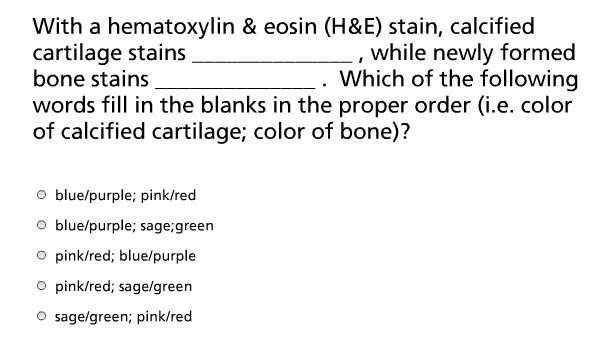 With a hematoxylin & eosin (H&E) stain, calcified
cartilage stains ______________ , while newly formed
bone stains ______________ . Which of the following
words fill in the blanks in the proper order (i.e. color
of calcified cartilage; color of bone)?
blue/purple; pink/red
blue/purple; sage;green
pink/red; blue/purple
pink/red; sage/green
sage/green; pink/red